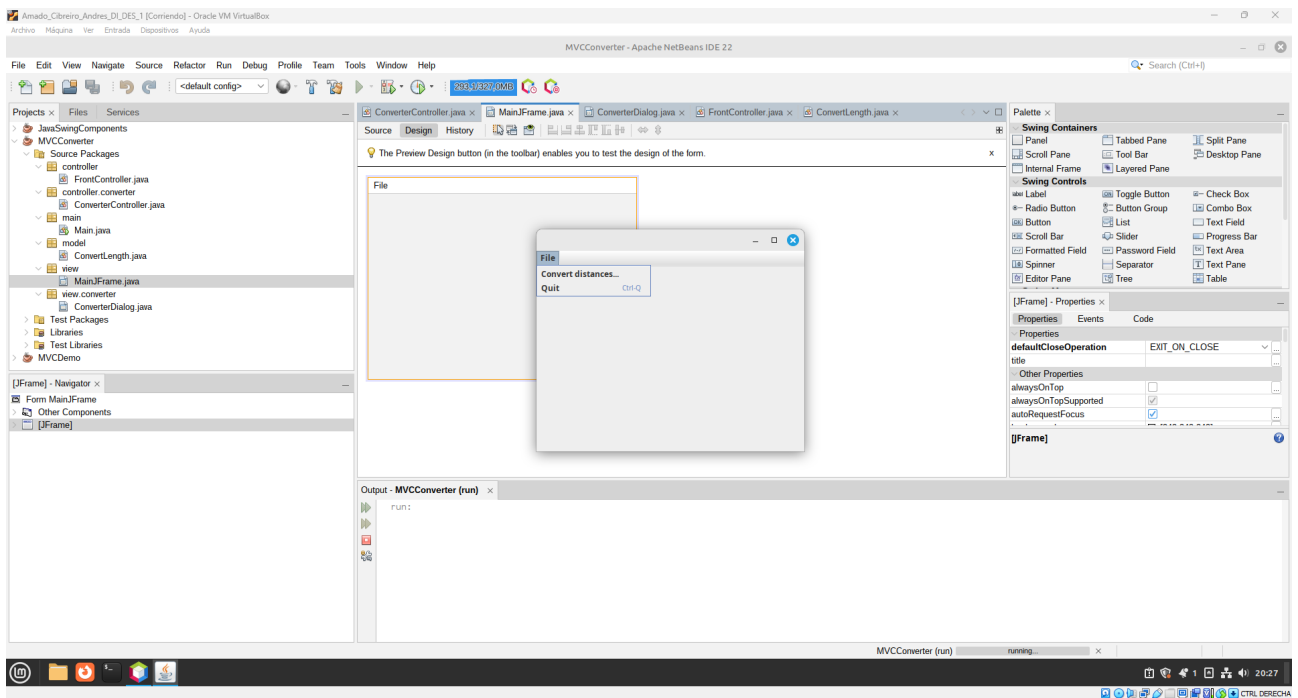 Amado_Cibreiro_Andres_DI_DES_1 [Corriendo] - Oracle VM VirtualBox
Archivo Máquina Ver Entrada Dispositivos Ayuda
MVCConverter - Apache NetBeans IDE 22
File Edit View Navigate Source Refactor Run Debug Profile Team Tools Window Help
Search (Ctrl+I)
<default config>
Projects Files Services
JavaSwingComponents
MVCConverter
Source Packages
controller
FrontController.java
controller.converter
ConverterController.java
main
Main.java
model
ConvertLength.java
view
MainJFrame.java
view.converter
ConverterDialog.java
Test Packages
Libraries
Test Libraries
MVCDemo
[JFrame] - Navigator
Form MainJFrame
Other Components
[JFrame]
ConverterController.java MainJFrame.java ConverterDialog.java FrontController.java ConvertLength.java
Source Design History
The Preview Design button (in the toolbar) enables you to test the design of the form. x
File
File
Convert distances...
Quit Ctrl-Q
Output - MVCConverter (run)
run:
Palette
Swing Containers
Panel Tabbed Pane Split Pane
Scroll Pane Tool Bar Desktop Pane
Internal Frame Layered Pane
Swing Controls
Label Toggle Button Check Box
Radio Button Button Group Combo Box
Button List Text Field
Scroll Bar Slider Progress Bar
Formatted Field Password Field Text Area
Spinner Separator Text Pane
Editor Pane Tree Table
[JFrame] - Properties
Properties Events Code
Properties
defaultCloseOperation EXIT_ON_CLOSE
title
Other Properties
alwaysOnTop
alwaysOnTopSupported
autoRequestFocus
[JFrame]
MVCConverter (run) running...
1 20:27
CTRL DERECHA